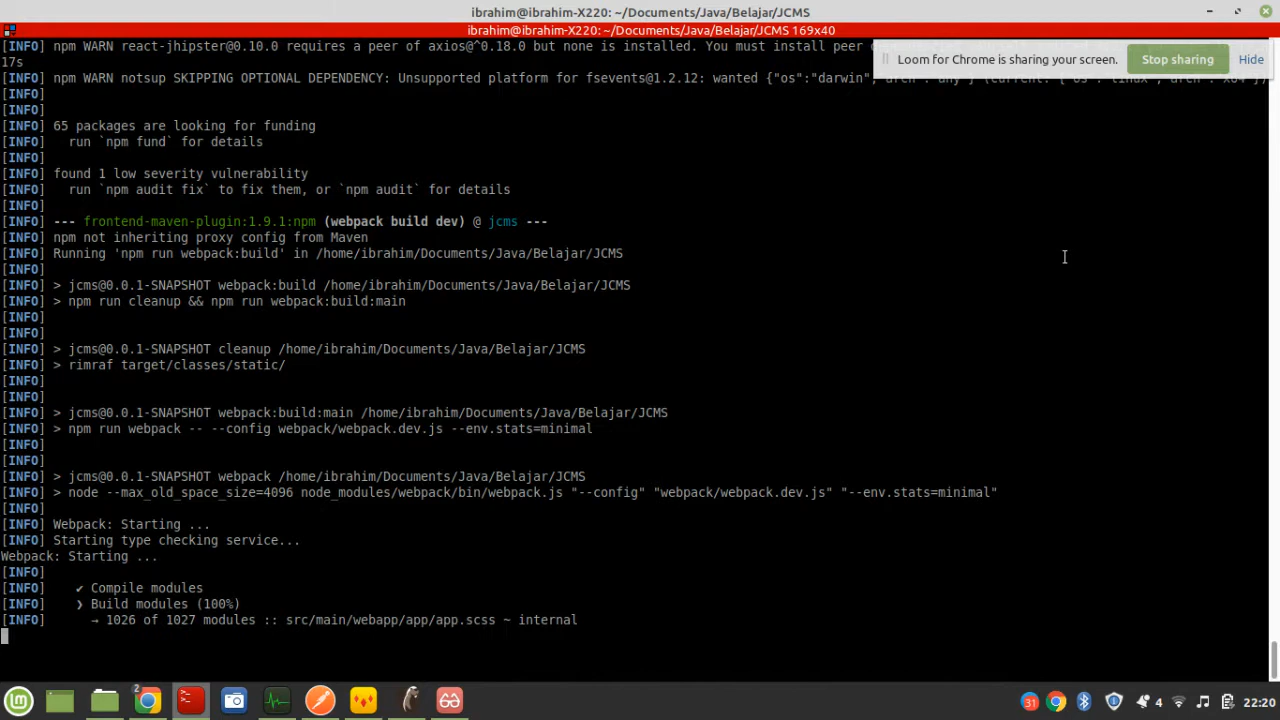 ibrahim@ibrahim-X220: ~/Documents/Java/Belajar/JCMS
ibrahim@ibrahim-X220: ~/Documents/Java/Belajar/JCMS 169x40
[INFO] npm WARN react-jhipster@0.10.0 requires a peer of axios@^0.18.0 but none is installed. You must install peer
17s
Loom for Chrome is sharing your screen. Stop sharing Hide
[INFO] npm WARN notsup SKIPPING OPTIONAL DEPENDENCY: Unsupported platform for fsevents@1.2.12: wanted {"os":"darwin",
[INFO]
[INFO]
[INFO] 65 packages are looking for funding
[INFO]   run `npm fund` for details
[INFO]
[INFO] found 1 low severity vulnerability
[INFO]   run `npm audit fix` to fix them, or `npm audit` for details
[INFO]
[INFO] --- frontend-maven-plugin:1.9.1:npm (webpack build dev) @ jcms ---
[INFO] npm not inheriting proxy config from Maven
[INFO] Running 'npm run webpack:build' in /home/ibrahim/Documents/Java/Belajar/JCMS
[INFO]
[INFO] > jcms@0.0.1-SNAPSHOT webpack:build /home/ibrahim/Documents/Java/Belajar/JCMS
[INFO] > npm run cleanup && npm run webpack:build:main
[INFO]
[INFO]
[INFO] > jcms@0.0.1-SNAPSHOT cleanup /home/ibrahim/Documents/Java/Belajar/JCMS
[INFO] > rimraf target/classes/static/
[INFO]
[INFO]
[INFO] > jcms@0.0.1-SNAPSHOT webpack:build:main /home/ibrahim/Documents/Java/Belajar/JCMS
[INFO] > npm run webpack -- --config webpack/webpack.dev.js --env.stats=minimal
[INFO]
[INFO]
[INFO] > jcms@0.0.1-SNAPSHOT webpack /home/ibrahim/Documents/Java/Belajar/JCMS
[INFO] > node --max_old_space_size=4096 node_modules/webpack/bin/webpack.js "--config" "webpack/webpack.dev.js" "--env.stats=minimal"
[INFO]
[INFO] Webpack: Starting ...
[INFO] Starting type checking service...
Webpack: Starting ...
[INFO]
[INFO]    ✔ Compile modules
[INFO]    ❯ Build modules (100%)
[INFO]      → 1026 of 1027 modules :: src/main/webapp/app/app.scss ~ internal
2
31
4
22:20